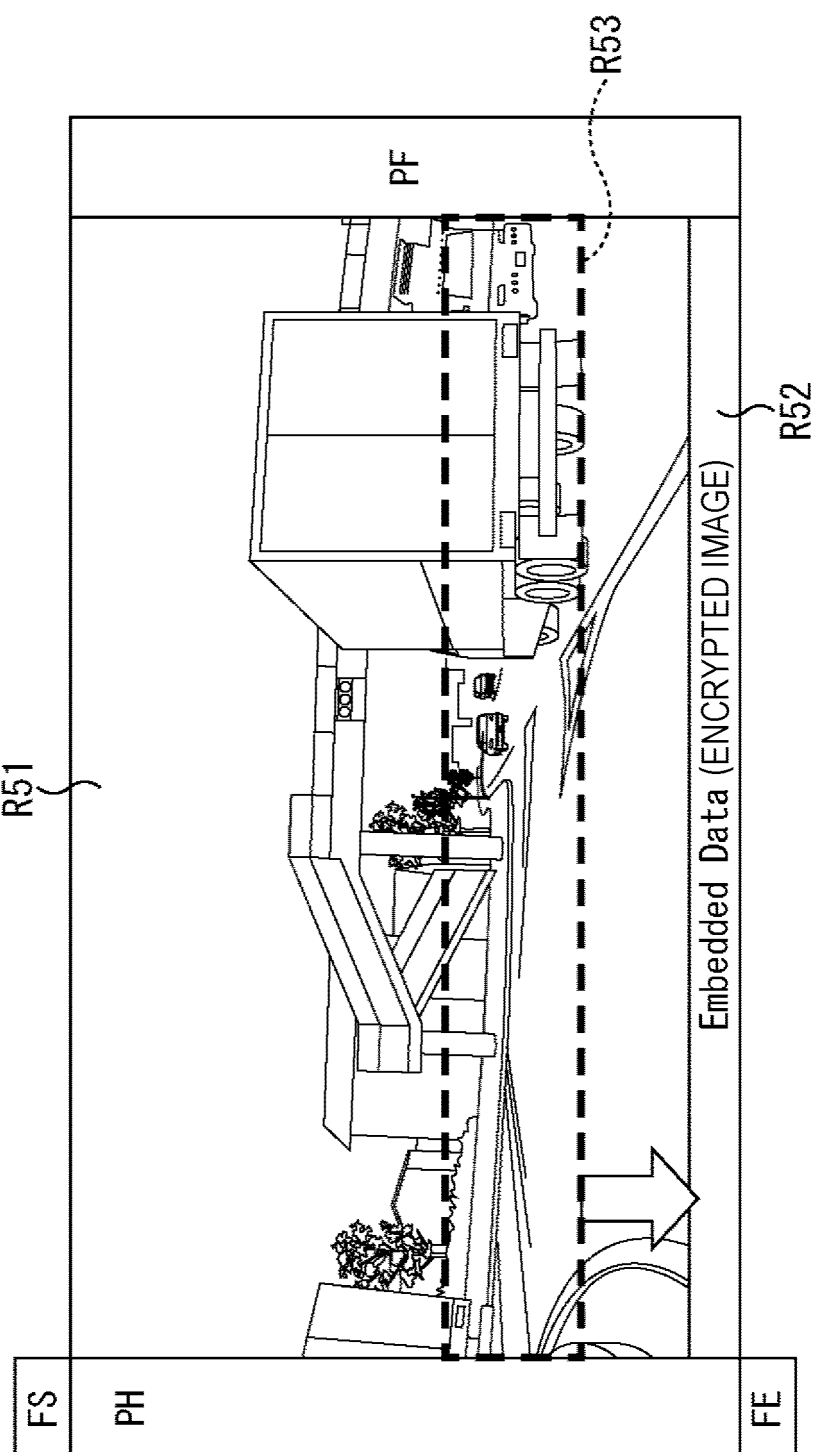 FS
R51
PH
PF
R53
R52
Embedded Data (ENCRYPTED IMAGE)
FE